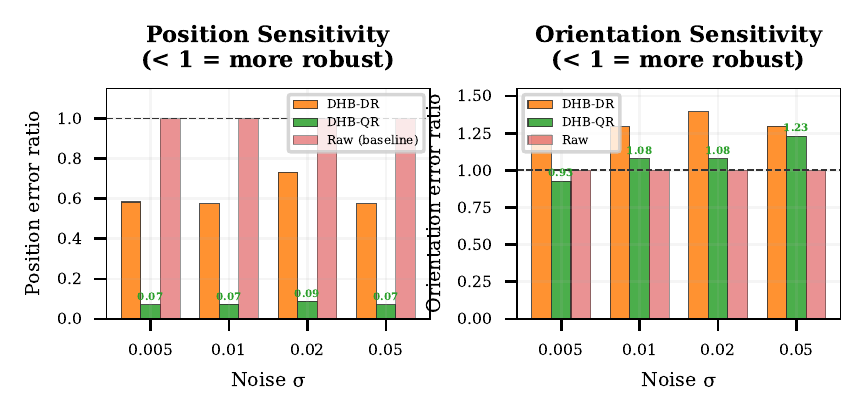 Position Sensitivity
(< 1 = more robust)
Position error ratio
1.0
0.8
0.6
0.4
0.2
0.0
DHB-DR
DHB-QR
Raw (baseline)
0.07
0.07
0.09
0.07
0.005
0.01
0.02
0.05
Noise σ
Orientation Sensitivity
(< 1 = more robust)
Orientation error ratio
1.50
1.25
1.00
0.75
0.50
0.25
0.00
DHB-DR
DHB-QR
Raw
0.93
1.08
1.08
1.23
0.005
0.01
0.02
0.05
Noise σ